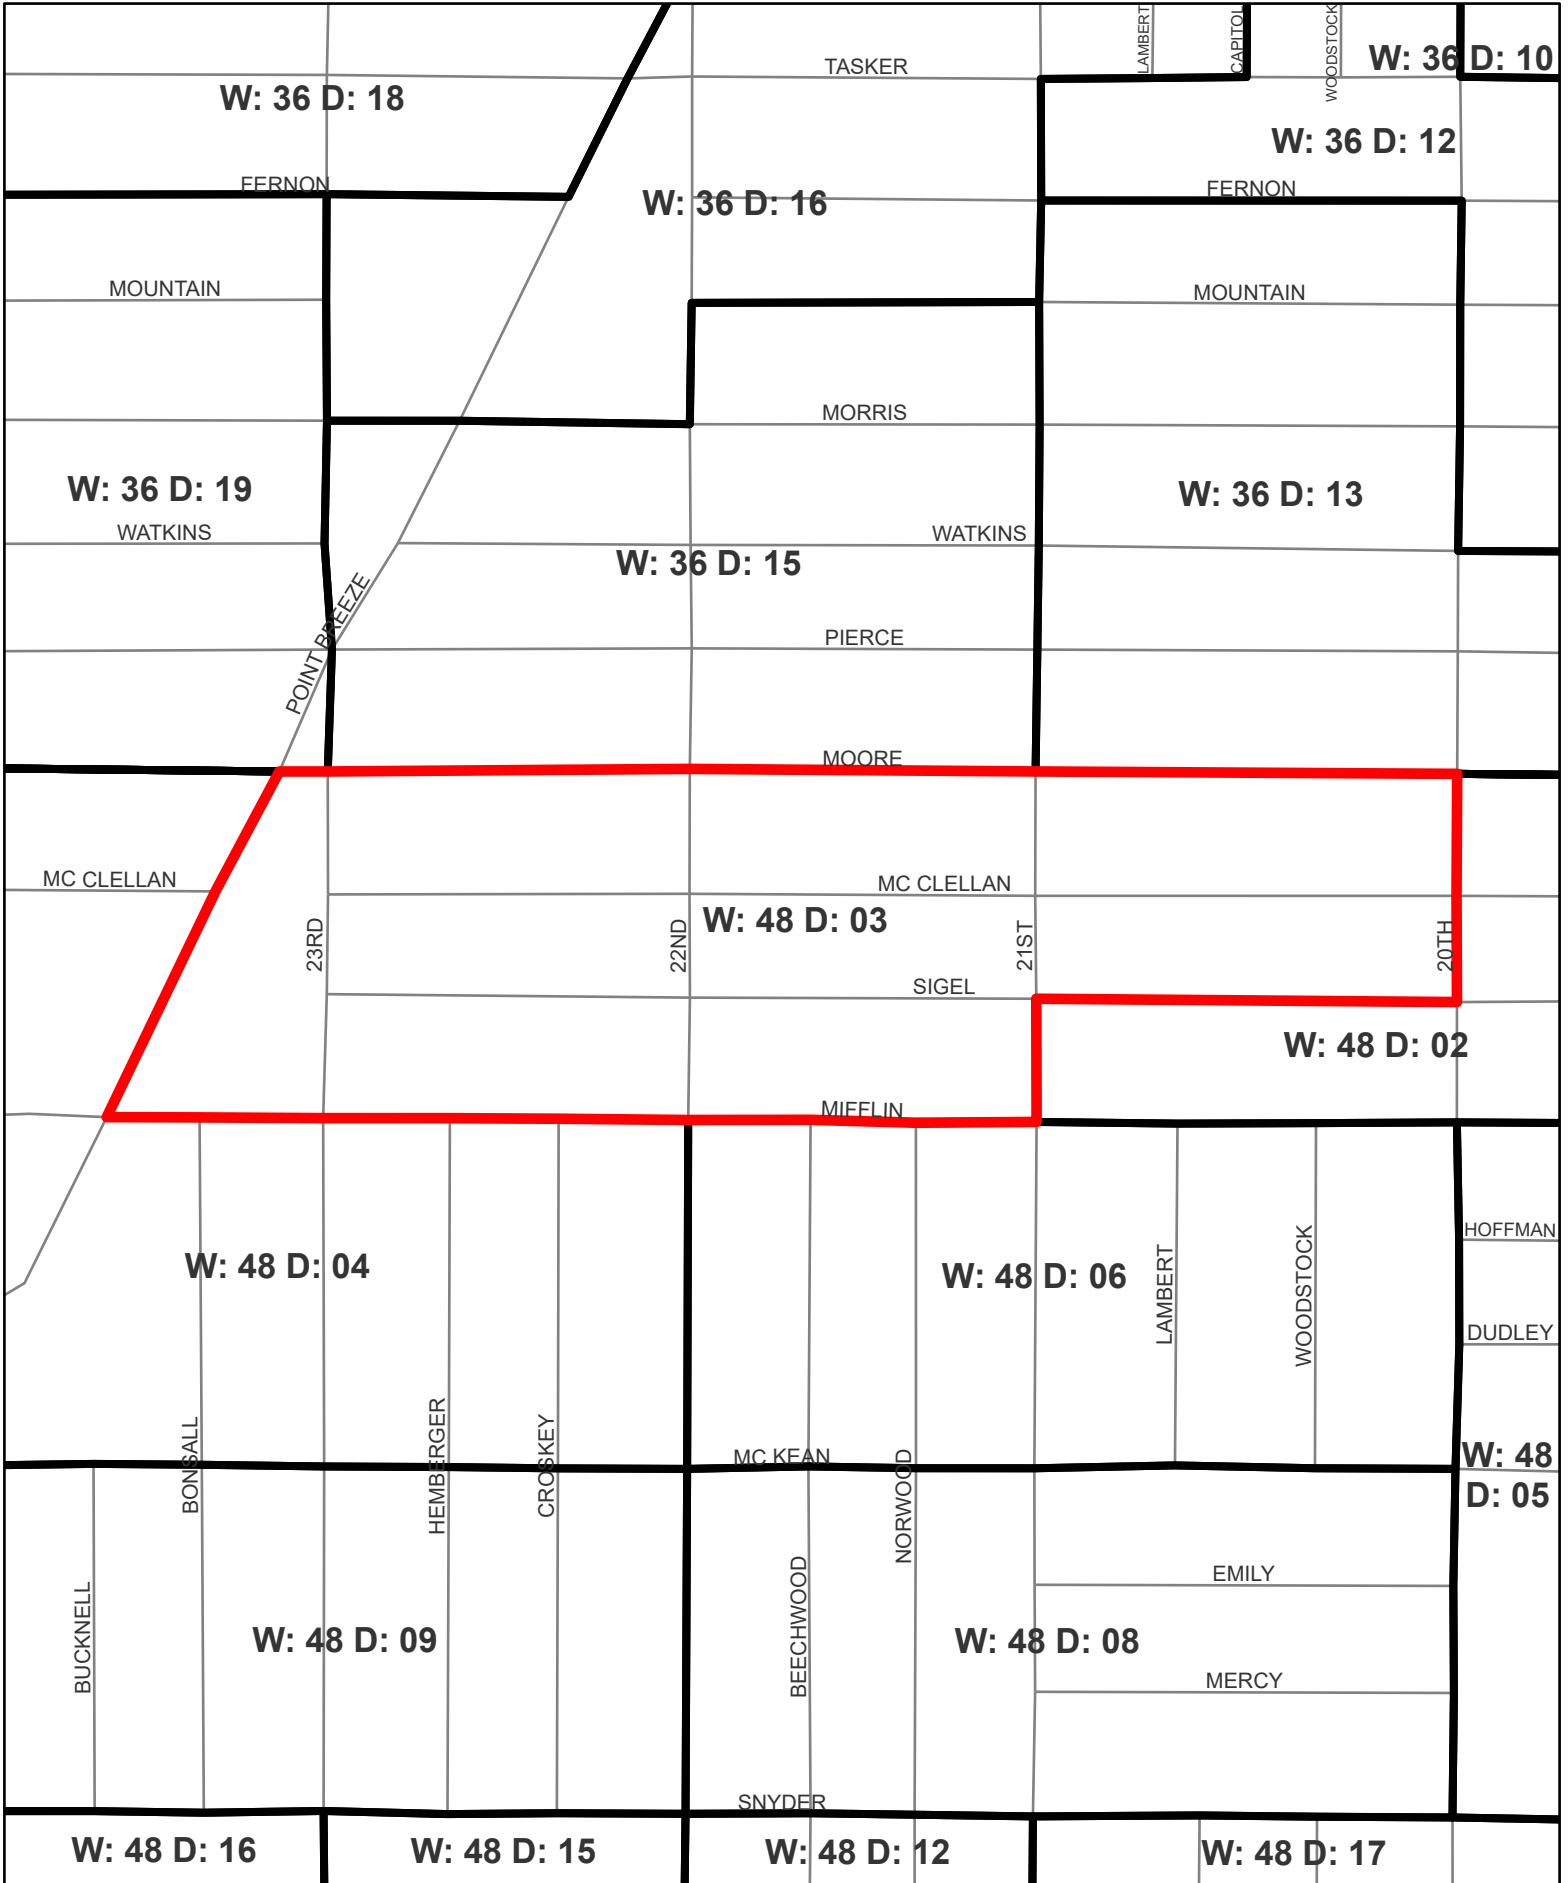 LAMBERT
CAPITOL
WOODSTOCK
W: 36 D: 10
TASKER
W: 36 D: 18
W: 36 D: 12
FERNON
W: 36 D: 16
FERNON
MOUNTAIN
MOUNTAIN
MORRIS
W: 36 D: 19
W: 36 D: 13
WATKINS
WATKINS
W: 36 D: 15
POINT BREEZE
PIERCE
MOORE
MC CLELLAN
MC CLELLAN
W: 48 D: 03
23RD
22ND
21ST
20TH
SIGEL
W: 48 D: 02
MIFFLIN
HOFFMAN
W: 48 D: 04
W: 48 D: 06
LAMBERT
WOODSTOCK
DUDLEY
BONSALL
HEMBERGER
CROSKEY
MC KEAN
NORWOOD
W: 48
D: 05
EMILY
BUCKNELL
BEECHWOOD
W: 48 D: 09
W: 48 D: 08
MERCY
SNYDER
W: 48 D: 16
W: 48 D: 15
W: 48 D: 12
W: 48 D: 17